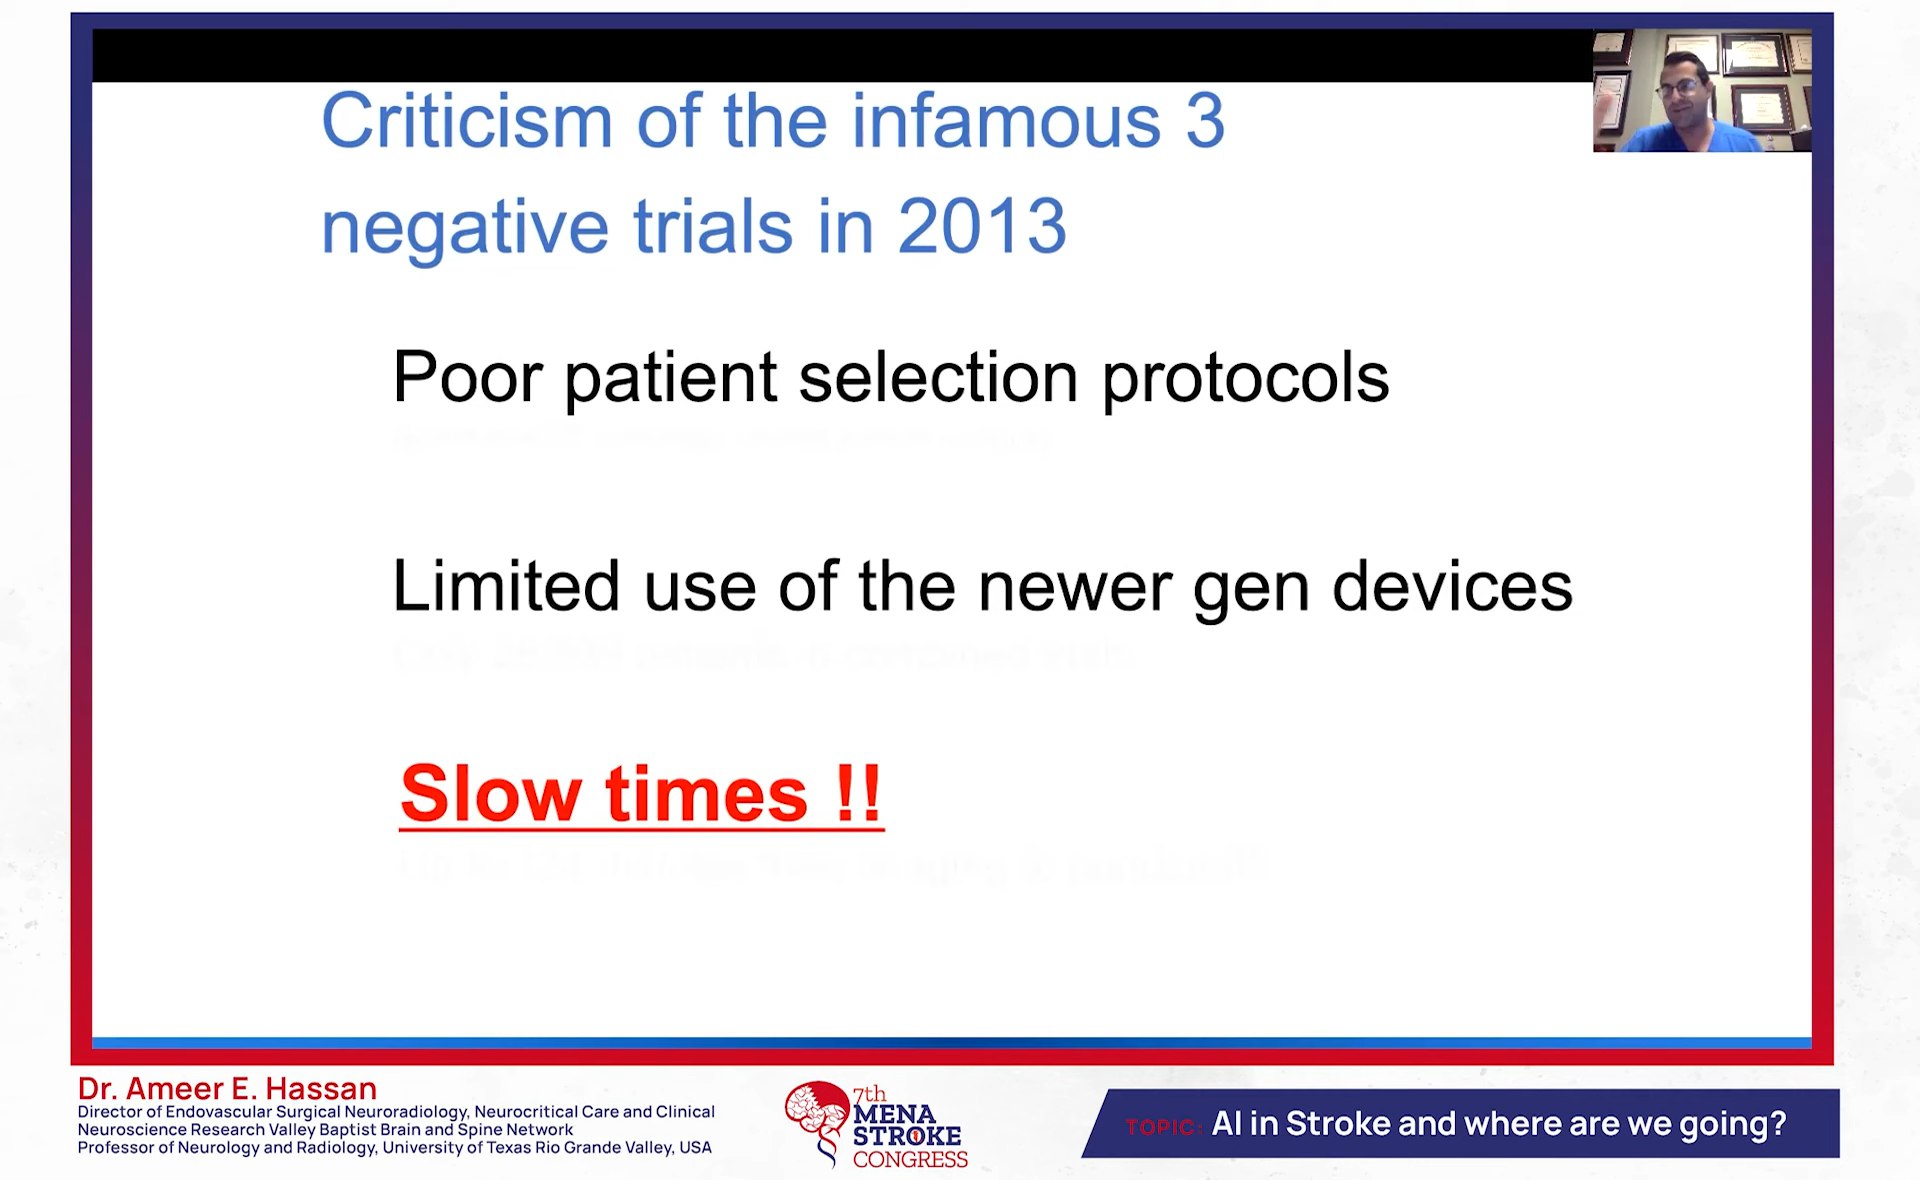 Criticism of the infamous 3
negative trials in 2013
Poor patient selection protocols
Limited use of the newer gen devices
Slow times !!
Dr. Ameer E. Hassan
Director of Endovascular Surgical Neuroradiology, Neurocritical Care and Clinical
Neuroscience Research Valley Baptist Brain and Spine Network
Professor of Neurology and Radiology, University of Texas Rio Grande Valley, USA
7th
MENA
STROKE
CONGRESS
TOPIC: AI in Stroke and where are we going?